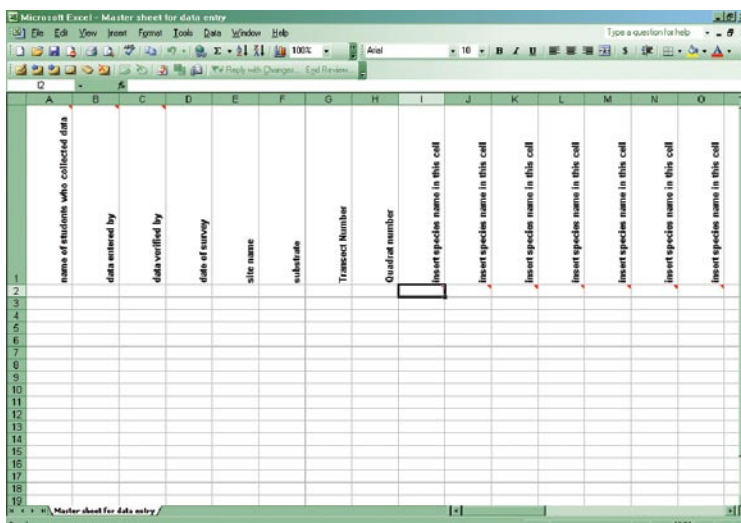 Microsoft Excel - Master sheet for data entry
File Edit View Insert Format Tools Data Window Help Type a question for help
100% Arial 10 B I U $
Reply with Changes... End Review...
I2 fx
A B C D E F G H I J K L M N O
1 name of students who collected data data entered by data verified by date of survey site name substrate Transect Number Quadrat number insert species name in this cell insert species name in this cell insert species name in this cell insert species name in this cell insert species name in this cell insert species name in this cell insert species name in this cell
2
3
4
5
6
7
8
9
10
11
12
13
14
15
16
17
18
19
Master sheet for data entry